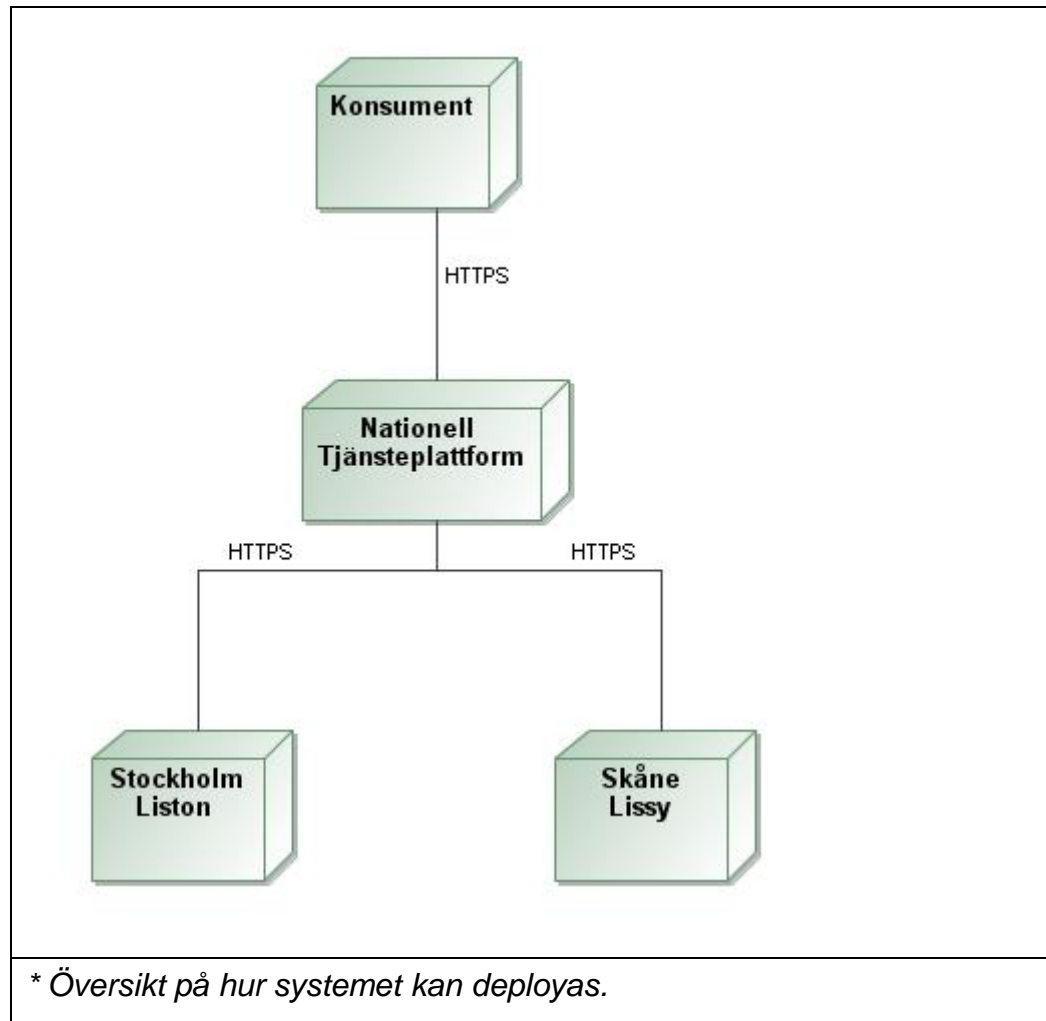 Konsument
HTTPS
Nationell
Tjänsteplattform
HTTPS
HTTPS
Stockholm
Liston
Skåne
Lissy
* Översikt på hur systemet kan deployas.